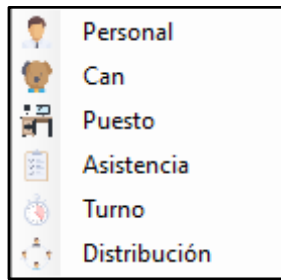 Personal
Can
Puesto
Asistencia
Turno
Distribución